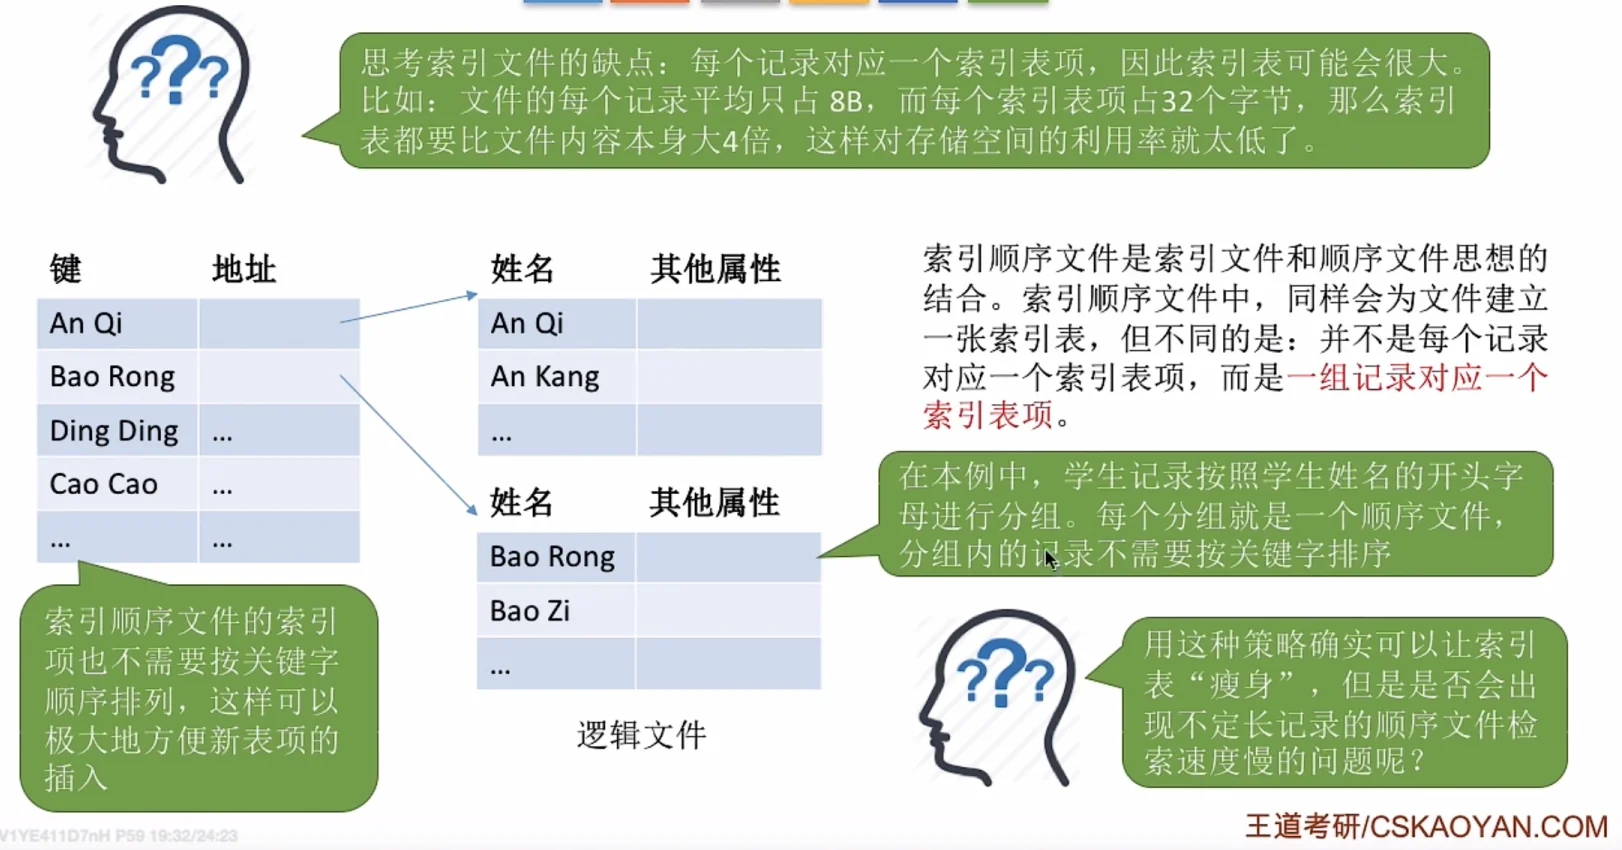 思考索引文件的缺点：每个记录对应一个索引表项，因此索引表可能会很大。
比如：文件的每个记录平均只占 8B，而每个索引表项占32个字节，那么索引
表都要比文件内容本身大4倍，这样对存储空间的利用率就太低了。
键 地址
An Qi
Bao Rong
Ding Ding ...
Cao Cao ...
... ...
姓名 其他属性
An Qi
An Kang
...
姓名 其他属性
Bao Rong
Bao Zi
...
逻辑文件
索引顺序文件是索引文件和顺序文件思想的
结合。索引顺序文件中，同样会为文件建立
一张索引表，但不同的是：并不是每个记录
对应一个索引表项，而是一组记录对应一个
索引表项。
在本例中，学生记录按照学生姓名的开头字
母进行分组。每个分组就是一个顺序文件，
分组内的记录不需要按关键字排序
索引顺序文件的索引
项也不需要按关键字
顺序排列，这样可以
极大地方便新表项的
插入
用这种策略确实可以让索引
表“瘦身”，但是是否会出
现不定长记录的顺序文件检
索速度慢的问题呢？
V1YE411D7nH P59 19:32/24:23
王道考研/CSKAOYAN.COM
???
???